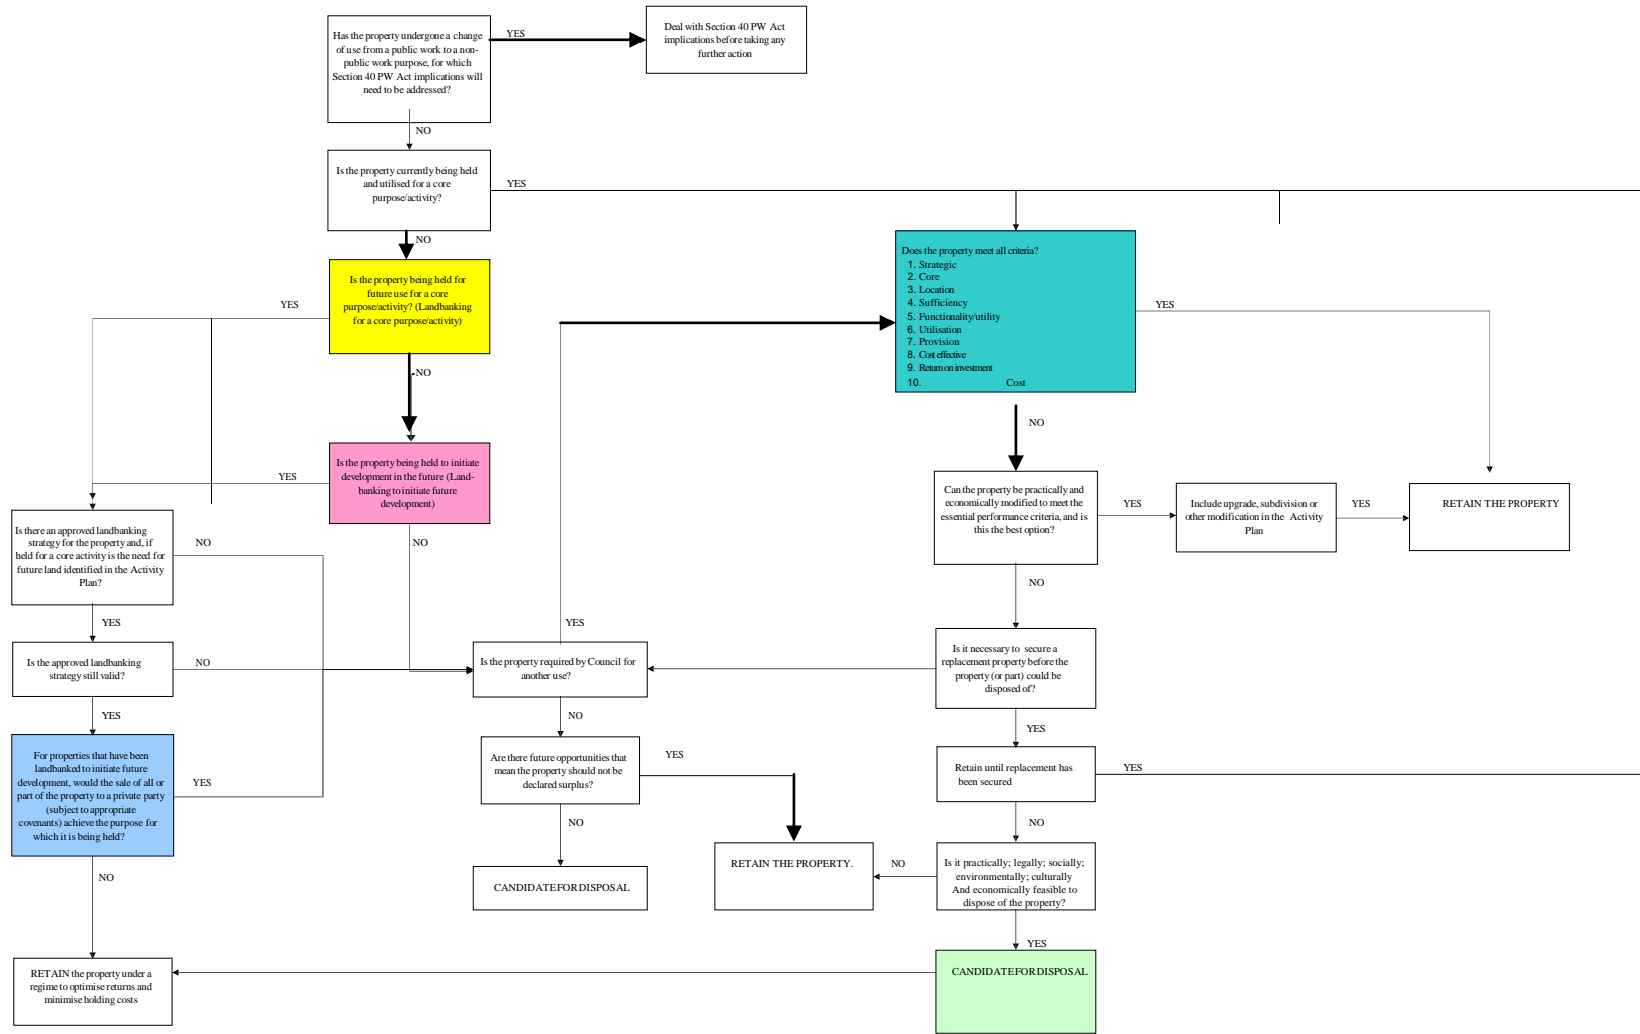 Has the property undergone a change
of use from a public work to a non-
public work purpose, for which
Section 40 PW Act implications will
need to be addressed?
YES
Deal with Section 40 PW Act
implications before taking any
further action
NO
Is the property currently being held
and utilised for a core
purpose/activity?
YES
NO
Is the property being held for
future use for a core
purpose/activity? (Landbanking
for a core purpose/activity)
YES
NO
Does the property meet all criteria?
1. Strategic
2. Core
3. Location
4. Sufficiency
5. Functionality/utility
6. Utilisation
7. Provision
8. Cost effective
9. Return on investment
10. Cost
YES
NO
Is the property being held to initiate
development in the future (Land-
banking to initiate future
development)
YES
NO
Can the property be practically and
economically modified to meet the
essential performance criteria, and is
this the best option?
YES
Include upgrade, subdivision or
other modification in the Activity
Plan
YES
RETAIN THE PROPERTY
NO
Is there an approved landbanking
strategy for the property and, if
held for a core activity is the need for
future land identified in the Activity
Plan?
NO
YES
Is the approved landbanking
strategy still valid?
NO
YES
Is the property required by Council for
another use?
YES
NO
Is it necessary to secure a
replacement property before the
property (or part) could be
disposed of?
YES
For properties that have been
landbanked to initiate future
development, would the sale of all or
part of the property to a private party
(subject to appropriate
covenants) achieve the purpose for
which it is being held?
YES
NO
Are there future opportunities that
mean the property should not be
declared surplus?
YES
NO
Retain until replacement has
been secured
YES
NO
CANDIDATE FOR DISPOSAL
RETAIN THE PROPERTY.
NO
Is it practically; legally; socially;
environmentally; culturally
And economically feasible to
dispose of the property?
YES
RETAIN the property under a
regime to optimise returns and
minimise holding costs
CANDIDATE FOR DISPOSAL